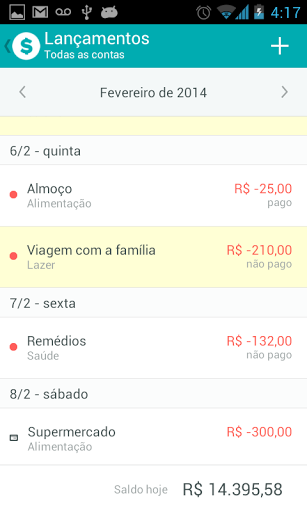 4:17
$
Lançamentos
Todas as contas
+
Fevereiro de 2014
6/2 - quinta
Almoço
R$ -25,00
Alimentação
pago
Viagem com a família
R$ -210,00
Lazer
não pago
7/2 - sexta
Remédios
R$ -132,00
Saúde
não pago
8/2 - sábado
Supermercado
R$ -300,00
Alimentação
Saldo hoje
R$ 14.395,58